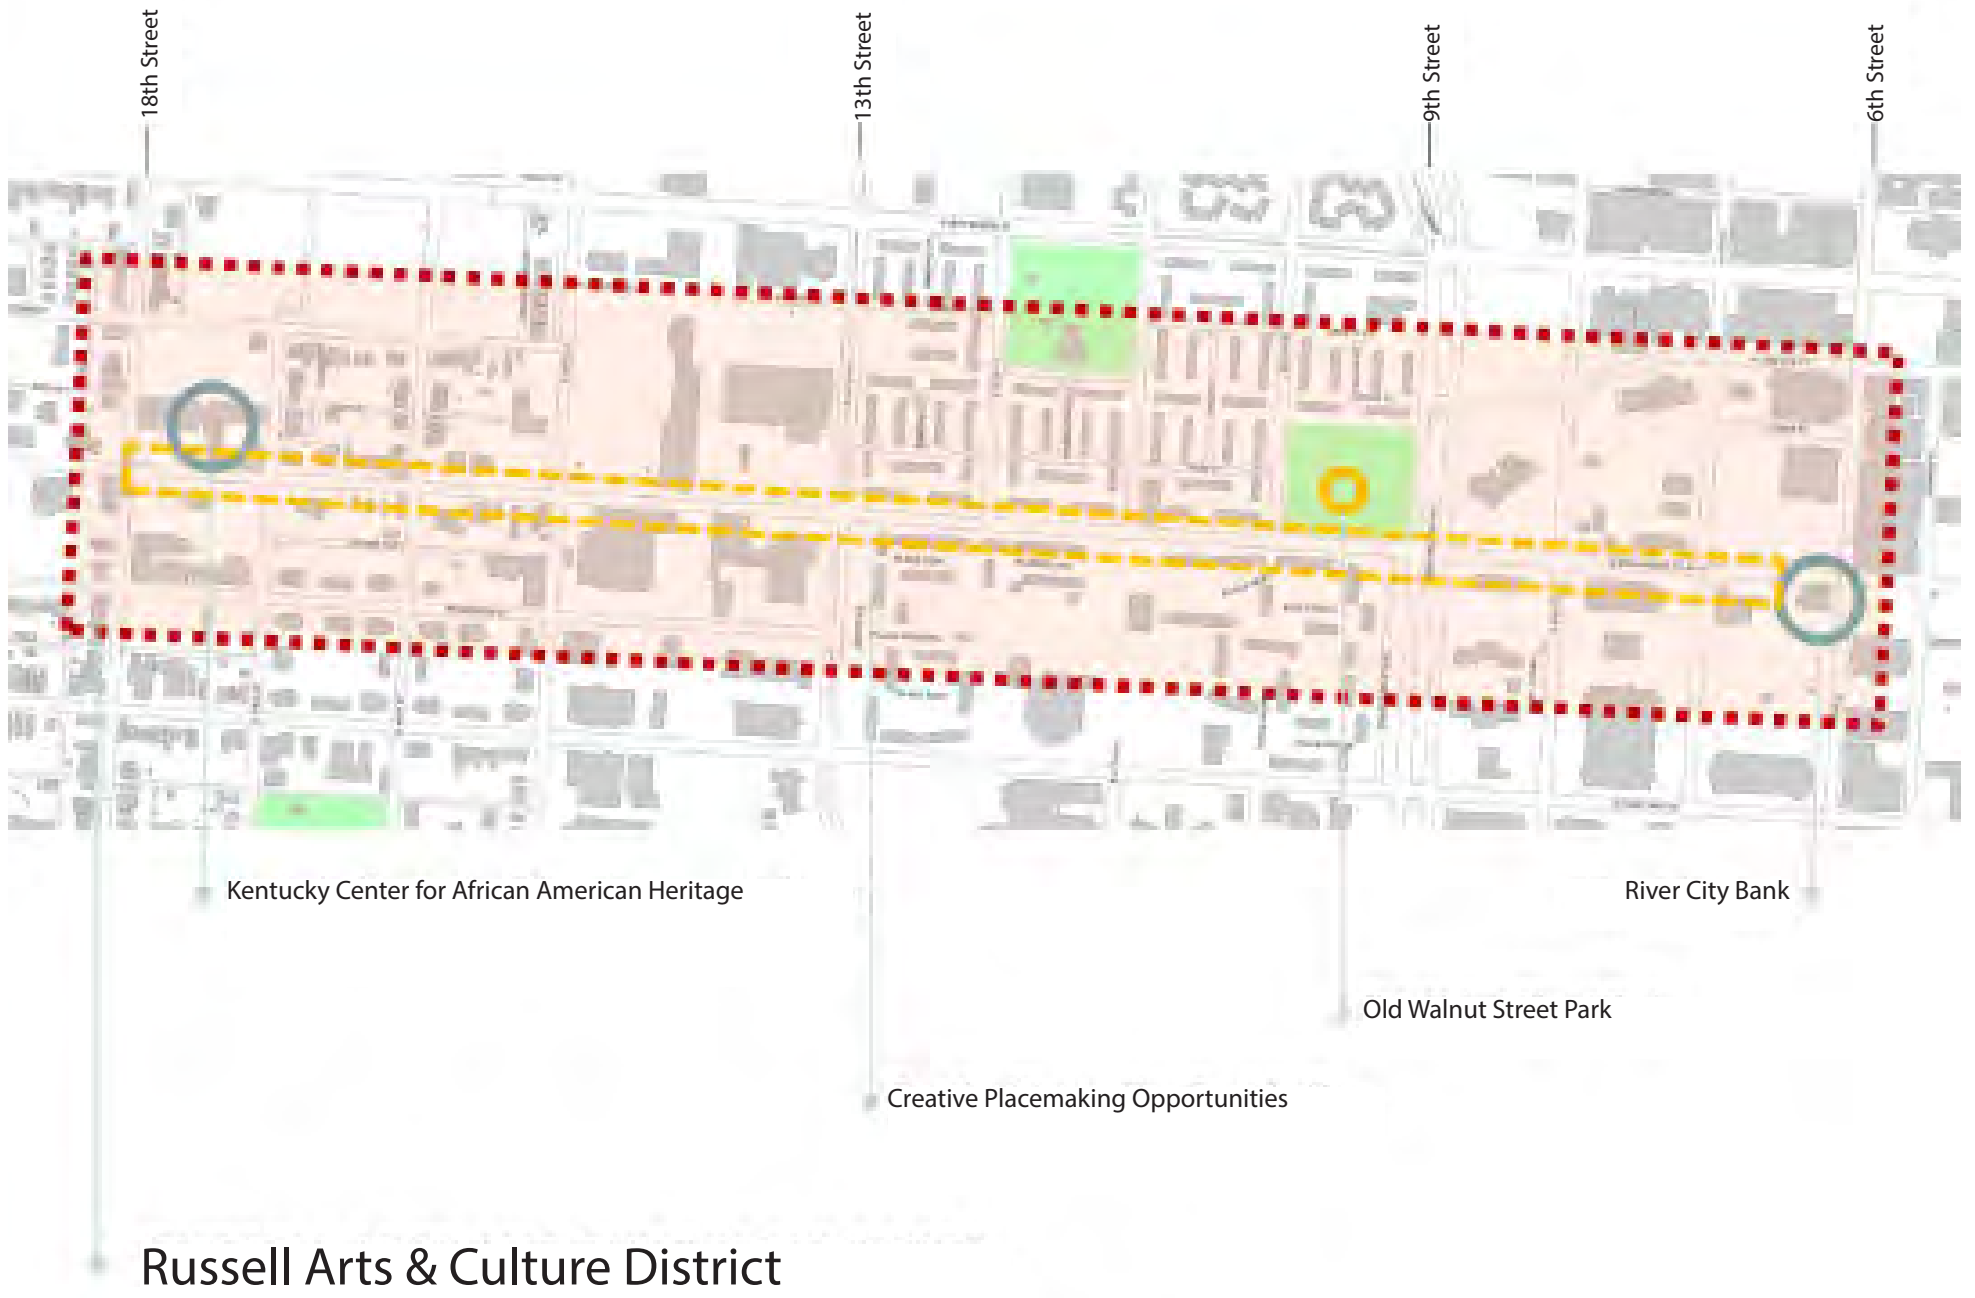 18th Street
13th Street
9th Street
6th Street
Kentucky Center for African American Heritage
River City Bank
Old Walnut Street Park
Creative Placemaking Opportunities
Russell Arts & Culture District